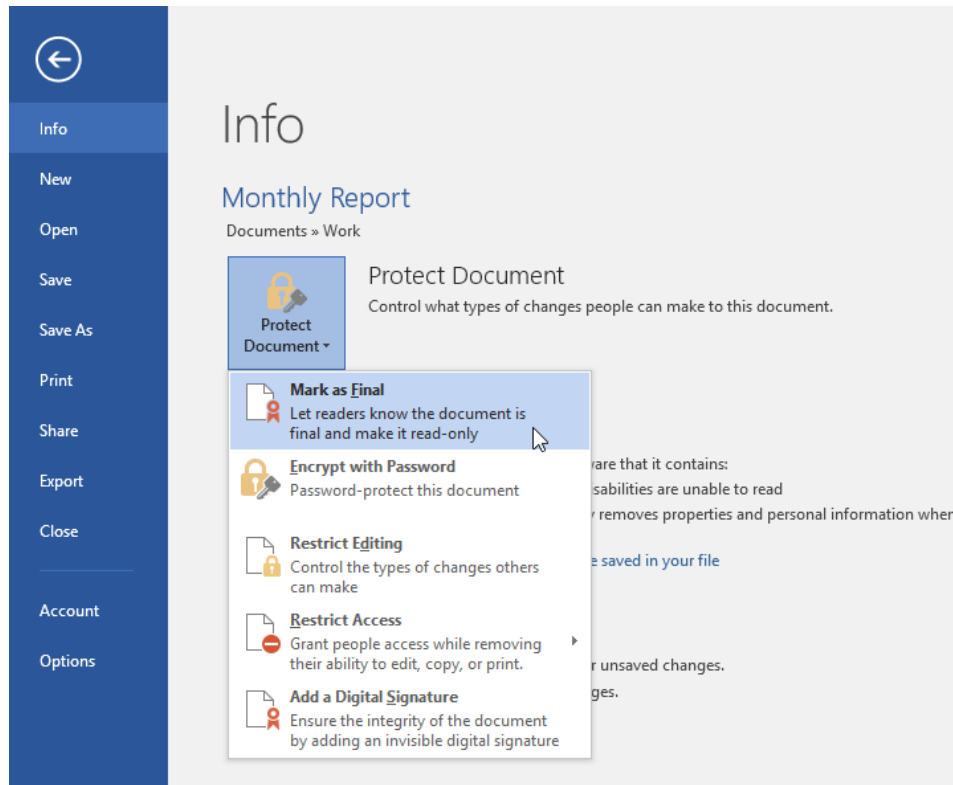 Info
New
Open
Save
Save As
Print
Share
Export
Close
Account
Options
Info
Monthly Report
Documents » Work
Protect
Document
Protect Document
Control what types of changes people can make to this document.
Mark as Final
Let readers know the document is
final and make it read-only
Encrypt with Password
Password-protect this document
Restrict Editing
Control the types of changes others
can make
Restrict Access
Grant people access while removing
their ability to edit, copy, or print.
Add a Digital Signature
Ensure the integrity of the document
by adding an invisible digital signature
that it contains:
are unable to read
removes properties and personal information when
saved in your file
unsaved changes.